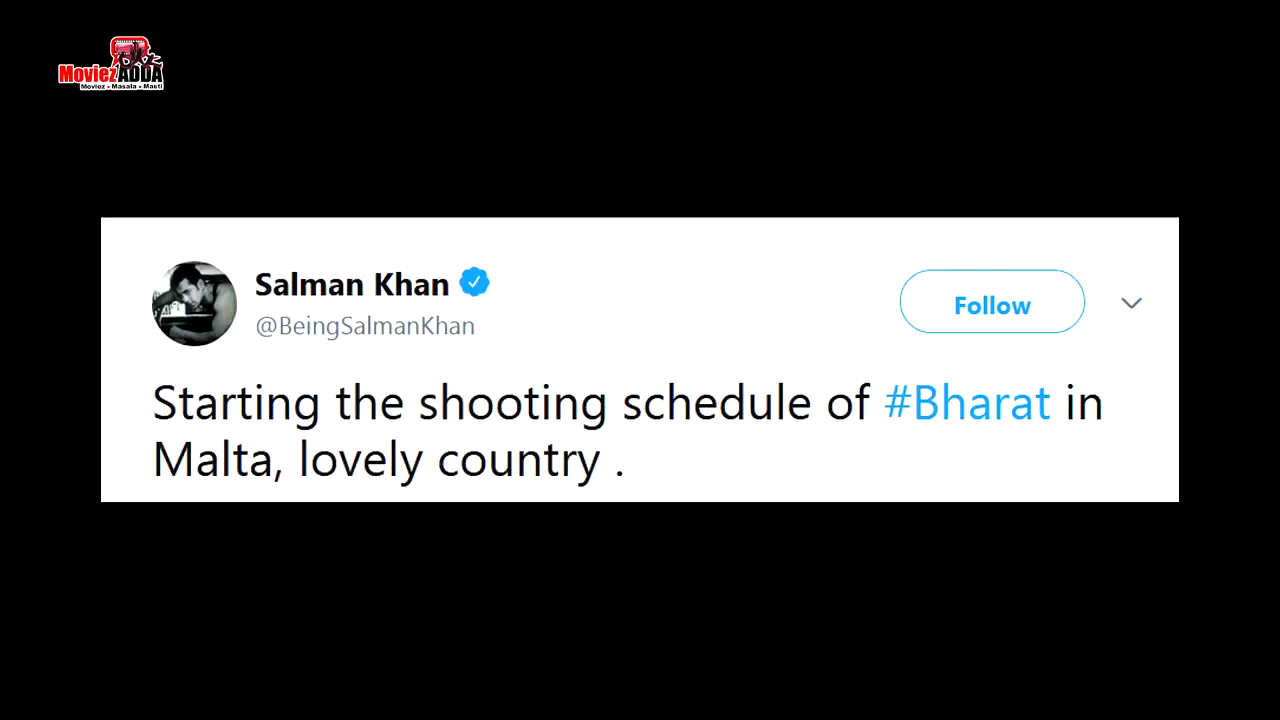 MoviezADDA
Moviez • Masala • Masti
Salman Khan
@BeingSalmanKhan
Follow
Starting the shooting schedule of #Bharat in
Malta, lovely country .